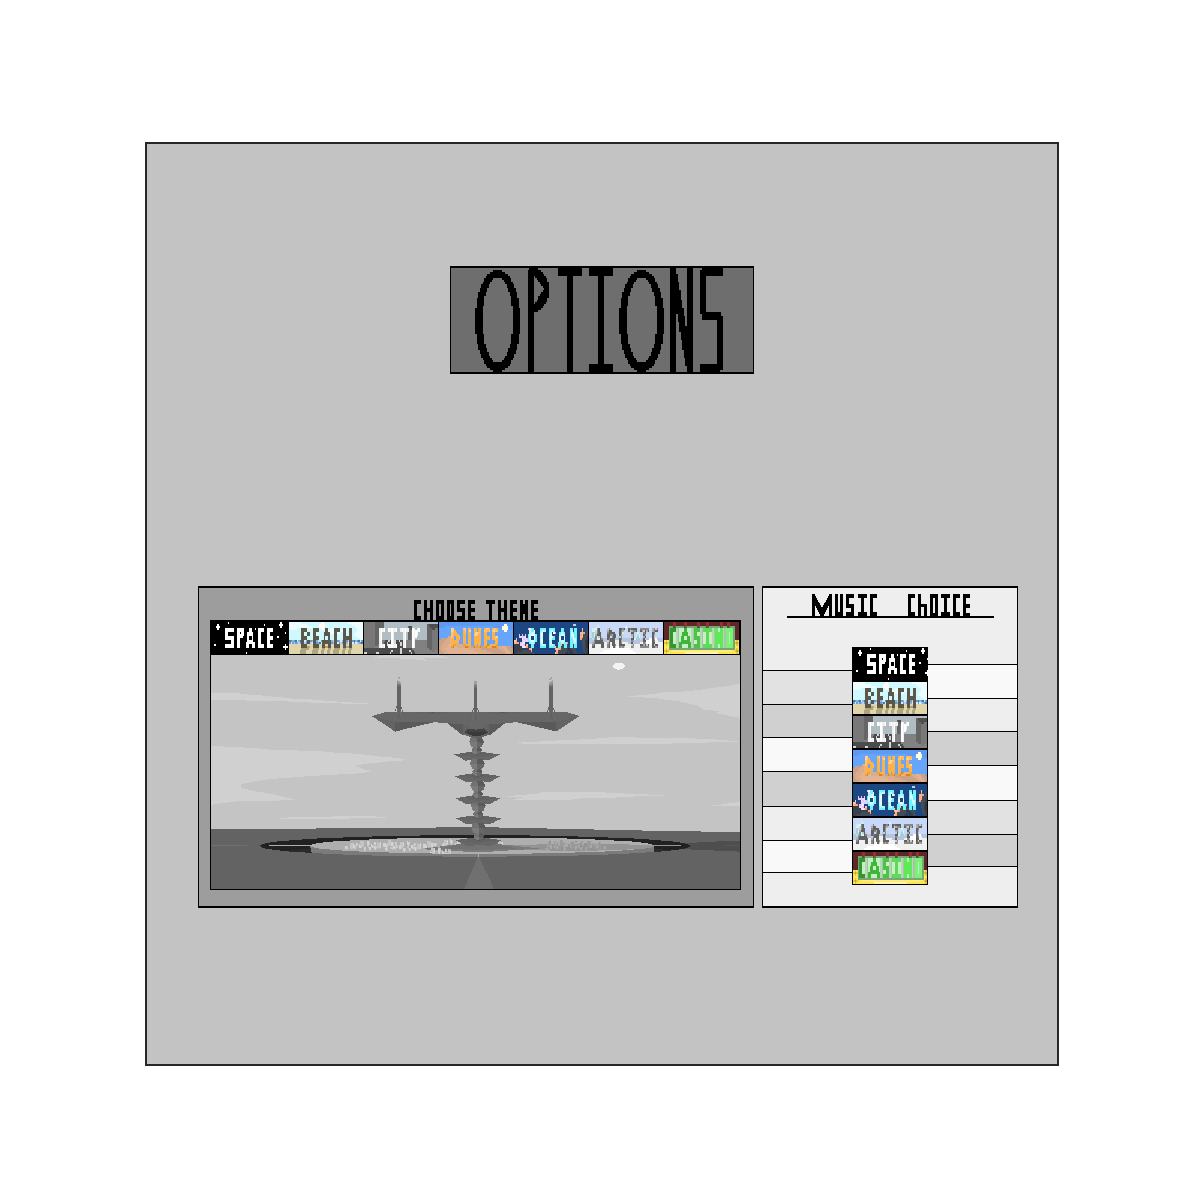 OPTIONS
CHOOSE THEME
SPACE BEACH CITY DUNES OCEAN ARCTIC CASINO
MUSIC ChOICE
SPACE
BEACH
CITY
DUNES
OCEAN
ARCTIC
CASINO